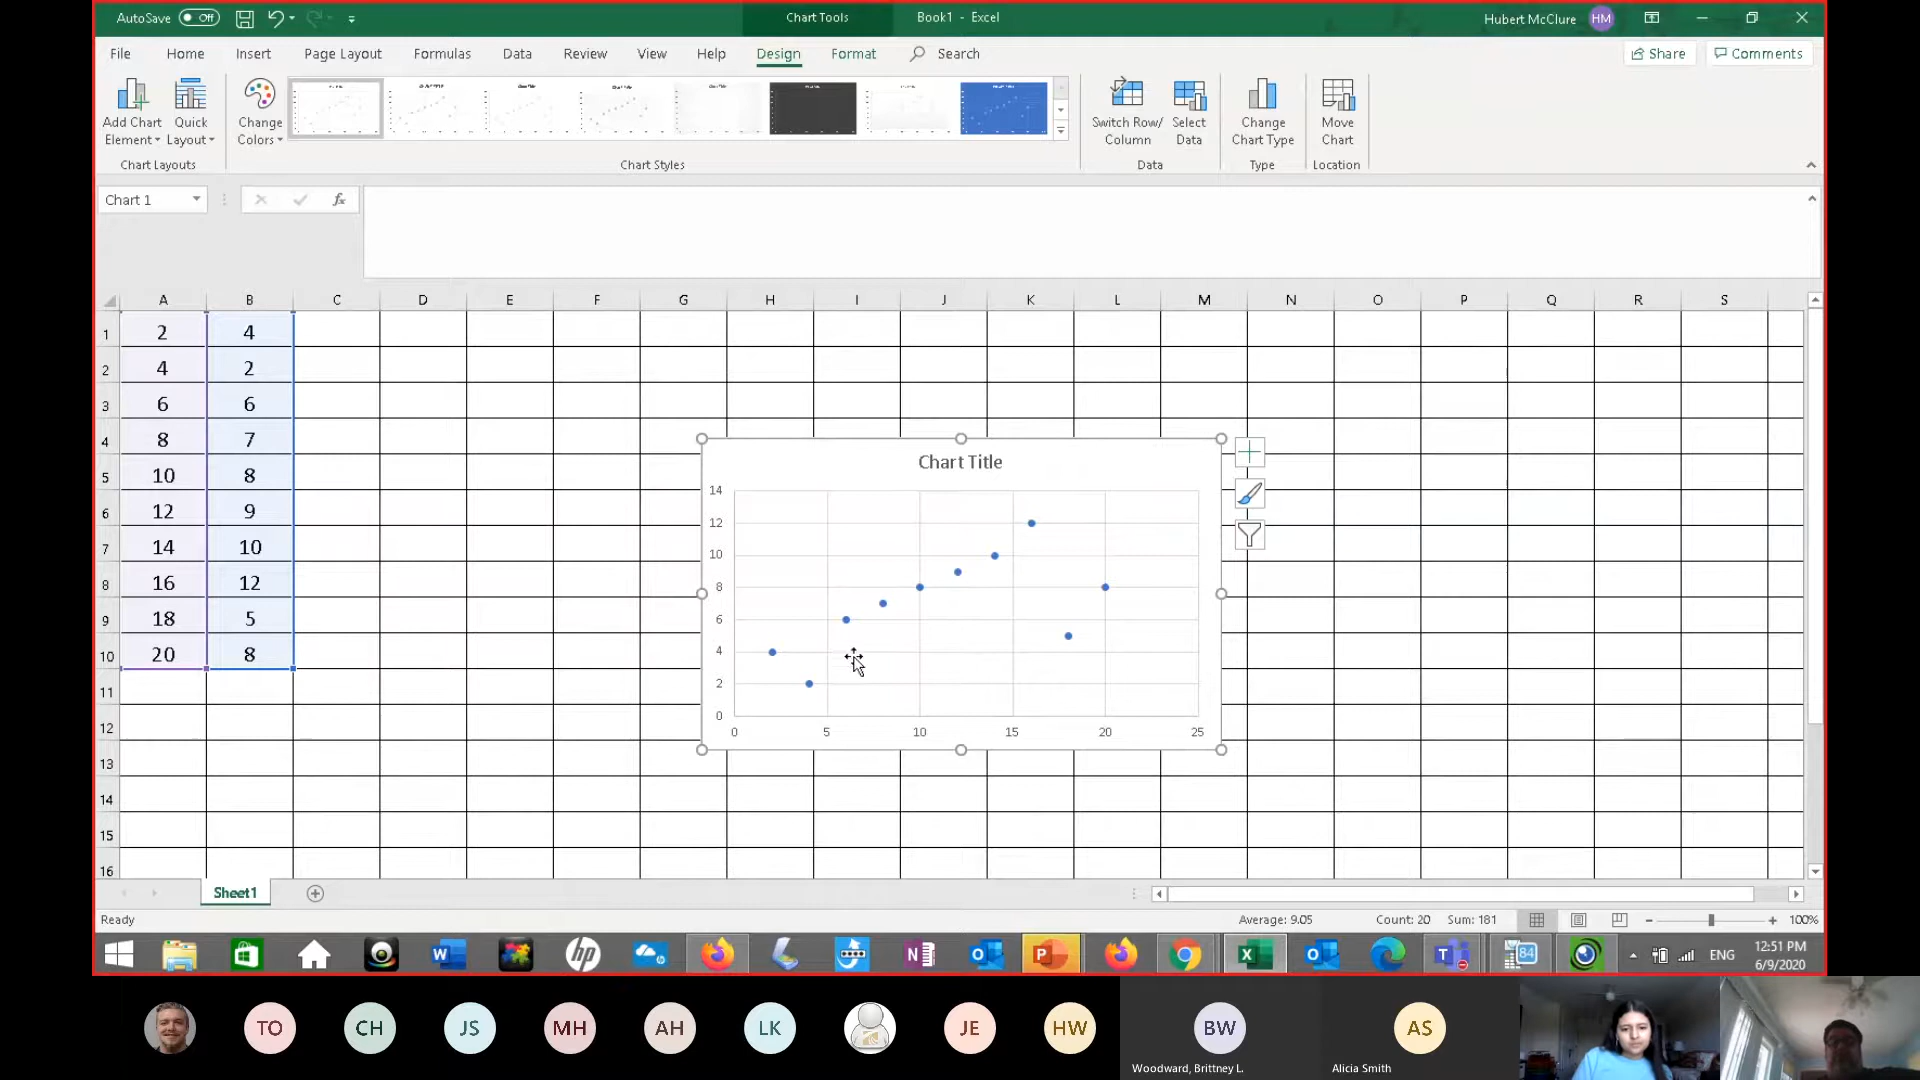 AutoSave Off Chart Tools Book1 - Excel Hubert McClure HM
File Home Insert Page Layout Formulas Data Review View Help Design Format Search Share Comments
Add Chart Element Quick Layout Change Colors Switch Row/ Column Select Data Change Chart Type Move Chart
Chart Layouts Chart Styles Data Type Location
Chart 1 fx
A B C D E F G H I J K L M N O P Q R S
1 2 4
2 4 2
3 6 6
4 8 7
5 10 8
6 12 9
7 14 10
8 16 12
9 18 5
10 20 8
11
12
13
14
15
16
Chart Title
14
12
10
8
6
4
2
0
0 5 10 15 20 25
Sheet1
Ready Average: 9.05 Count: 20 Sum: 181 100%
W hp N P X T 84 ENG 12:51 PM
6/9/2020
TO CH JS MH AH LK JE HW BW AS
Woodward, Brittney L. Alicia Smith